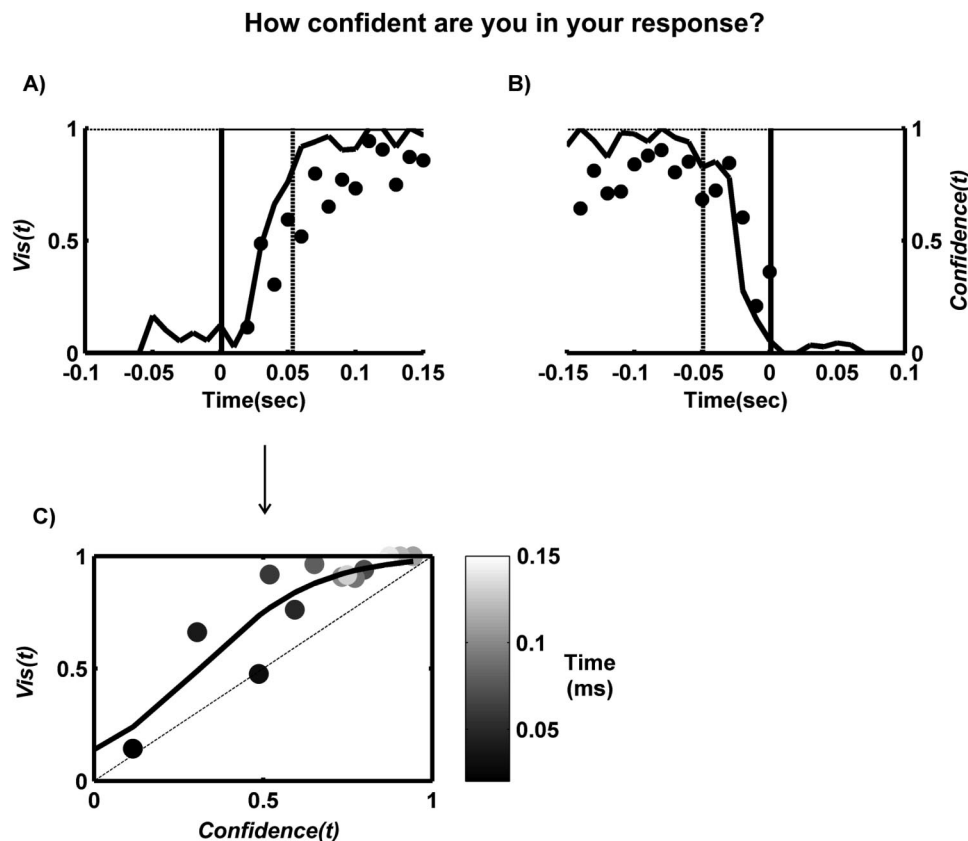 How confident are you in your response?
A)
B)
1
0.5
0
Vis(t)
-0.1 -0.05 0 0.05 0.1 0.15
Time(sec)
1
0.5
0
Confidence(t)
-0.15 -0.1 -0.05 0 0.05 0.1
Time(sec)
C)
1
0.5
0
Vis(t)
0 0.5 1
Confidence(t)
0.15
0.1
0.05
Time
(ms)